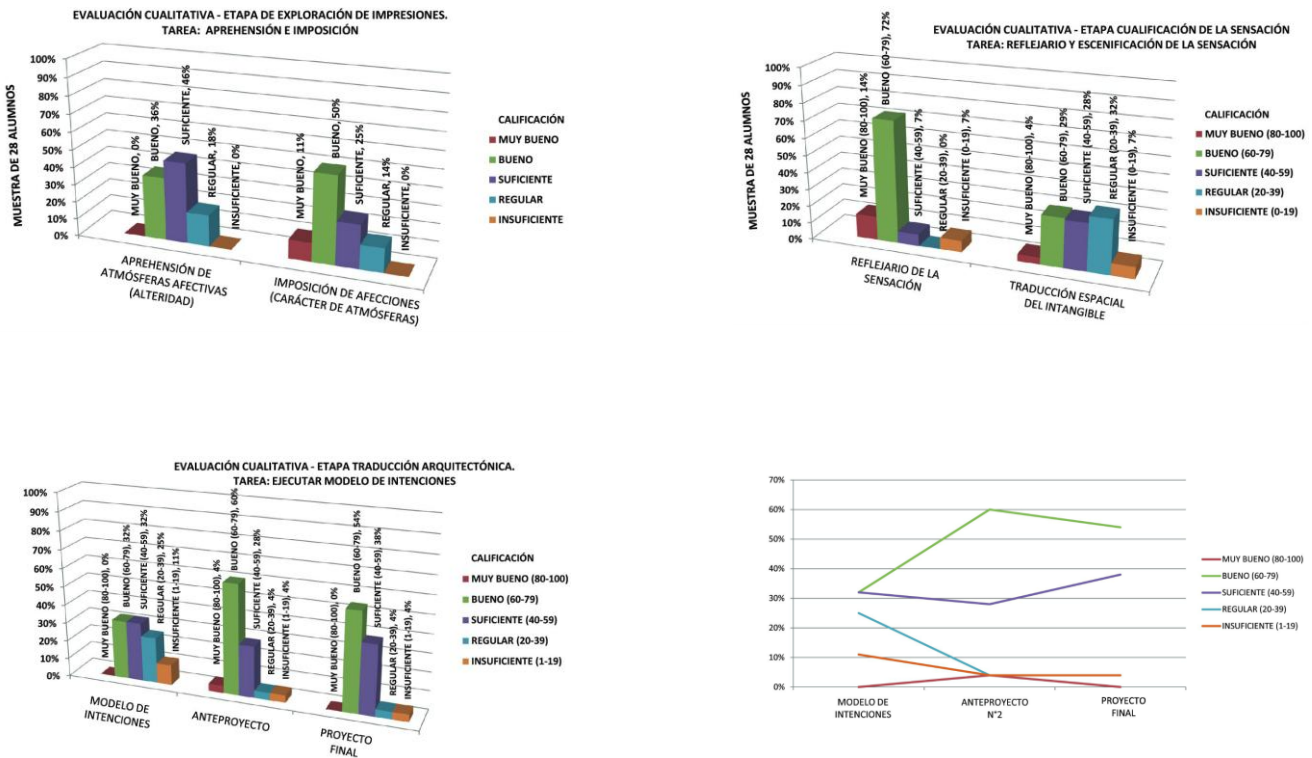 EVALUACIÓN CUALITATIVA - ETAPA DE EXPLORACIÓN DE IMPRESIONES.
TAREA: APREHENSIÓN E IMPOSICIÓN
MUESTRA DE 28 ALUMNOS
100%
90%
80%
70%
60%
50%
40%
30%
20%
10%
0%
MUY BUENO, 0%
BUENO, 36%
SUFICIENTE, 46%
REGULAR, 18%
INSUFICIENTE, 0%
MUY BUENO, 11%
BUENO, 50%
SUFICIENTE, 25%
REGULAR, 14%
INSUFICIENTE, 0%
APREHENSIÓN DE
ATMÓSFERAS AFECTIVAS
(ALTERIDAD)
IMPOSICIÓN DE AFECCIONES
(CARÁCTER DE ATMÓSFERAS)
CALIFICACIÓN
MUY BUENO
BUENO
SUFICIENTE
REGULAR
INSUFICIENTE
EVALUACIÓN CUALITATIVA - ETAPA CUALIFICACIÓN DE LA SENSACIÓN
TAREA: REFLEJARIO Y ESCENIFICACIÓN DE LA SENSACIÓN
MUESTRA DE 28 ALUMNOS
100%
90%
80%
70%
60%
50%
40%
30%
20%
10%
0%
MUY BUENO (80-100), 14%
BUENO (60-79), 72%
SUFICIENTE (40-59), 7%
REGULAR (20-39), 0%
INSUFICIENTE (0-19), 7%
MUY BUENO (80-100), 4%
BUENO (60-79), 29%
SUFICIENTE (40-59), 28%
REGULAR (20-39), 32%
INSUFICIENTE (0-19), 7%
REFLEJARIO DE LA
SENSACIÓN
TRADUCCIÓN ESPACIAL
DEL INTANGIBLE
CALIFICACIÓN
MUY BUENO (80-100)
BUENO (60-79)
SUFICIENTE (40-59)
REGULAR (20-39)
INSUFICIENTE (0-19)
EVALUACIÓN CUALITATIVA - ETAPA TRADUCCIÓN ARQUITECTÓNICA.
TAREA: EJECUTAR MODELO DE INTENCIONES
100%
90%
80%
70%
60%
50%
40%
30%
20%
10%
0%
MUY BUENO (80-100), 0%
BUENO (60-79), 32%
SUFICIENTE (40-59), 32%
REGULAR (20-39), 25%
INSUFICIENTE (1-19), 11%
MUY BUENO (80-100), 4%
BUENO (60-79), 60%
SUFICIENTE (40-59), 28%
REGULAR (20-39), 4%
INSUFICIENTE (1-19), 4%
MUY BUENO (80-100), 0%
BUENO (60-79), 54%
SUFICIENTE (40-59), 38%
REGULAR (20-39), 4%
INSUFICIENTE (1-19), 4%
MODELO DE
INTENCIONES
ANTEPROYECTO
PROYECTO
FINAL
CALIFICACIÓN
MUY BUENO (80-100)
BUENO (60-79)
SUFICIENTE (40-59)
REGULAR (20-39)
INSUFICIENTE (1-19)
70%
60%
50%
40%
30%
20%
10%
0%
MODELO DE
INTENCIONES
ANTEPROYECTO
N°2
PROYECTO
FINAL
MUY BUENO (80-100)
BUENO (60-79)
SUFICIENTE (40-59)
REGULAR (20-39)
INSUFICIENTE (1-19)